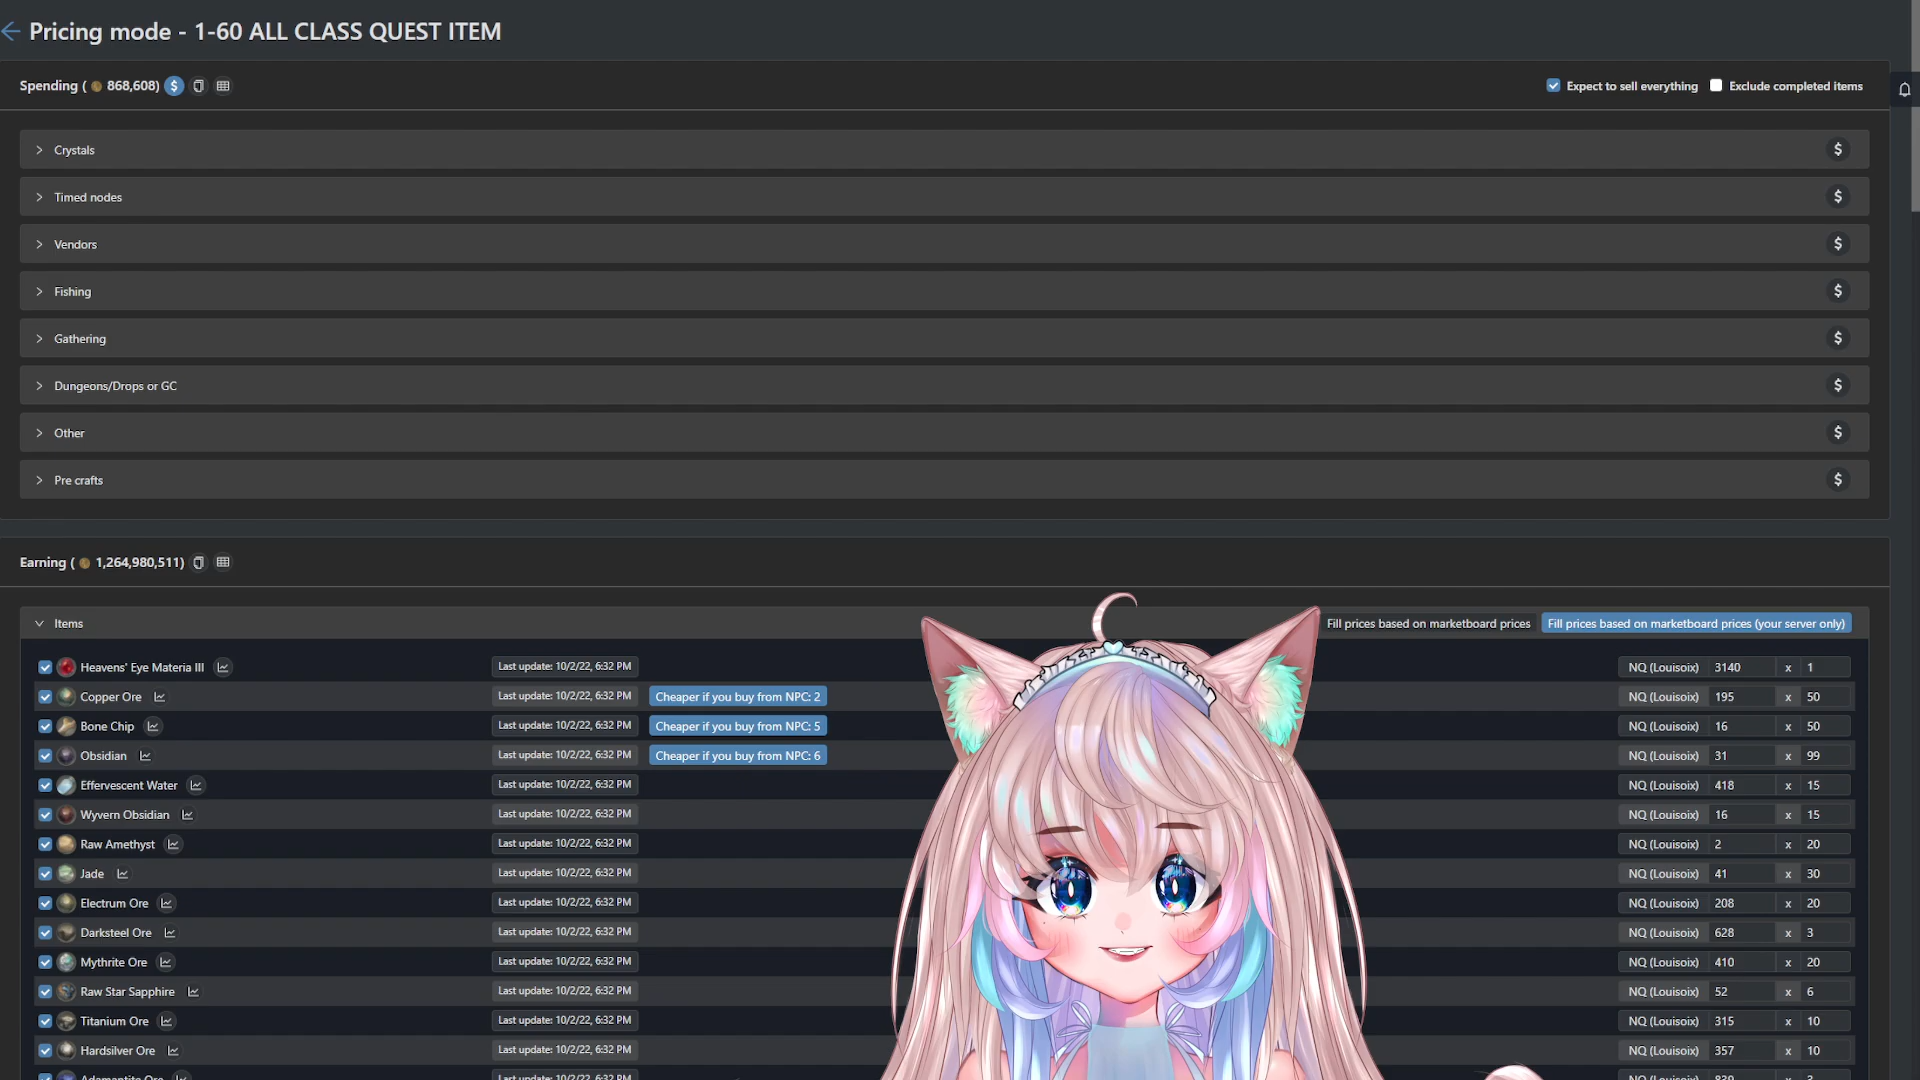 Pricing mode - 1-60 ALL CLASS QUEST ITEM
Spending ( 868,608) $
Expect to sell everything Exclude completed items
Crystals $
Timed nodes $
Vendors $
Fishing $
Gathering $
Dungeons/Drops or GC $
Other $
Pre crafts $
Earning ( 1,264,980,511)
Items Fill prices based on marketboard prices Fill prices based on marketboard prices (your server only)
Heavens' Eye Materia III Last update: 10/2/22, 6:32 PM NQ (Louisoix) 3140 x 1
Copper Ore Last update: 10/2/22, 6:32 PM Cheaper if you buy from NPC: 2 NQ (Louisoix) 195 x 50
Bone Chip Last update: 10/2/22, 6:32 PM Cheaper if you buy from NPC: 5 NQ (Louisoix) 16 x 50
Obsidian Last update: 10/2/22, 6:32 PM Cheaper if you buy from NPC: 6 NQ (Louisoix) 31 x 99
Effervescent Water Last update: 10/2/22, 6:32 PM NQ (Louisoix) 418 x 15
Wyvern Obsidian Last update: 10/2/22, 6:32 PM NQ (Louisoix) 16 x 15
Raw Amethyst Last update: 10/2/22, 6:32 PM NQ (Louisoix) 2 x 20
Jade Last update: 10/2/22, 6:32 PM NQ (Louisoix) 41 x 30
Electrum Ore Last update: 10/2/22, 6:32 PM NQ (Louisoix) 208 x 20
Darksteel Ore Last update: 10/2/22, 6:32 PM NQ (Louisoix) 628 x 3
Mythrite Ore Last update: 10/2/22, 6:32 PM NQ (Louisoix) 410 x 20
Raw Star Sapphire Last update: 10/2/22, 6:32 PM NQ (Louisoix) 52 x 6
Titanium Ore Last update: 10/2/22, 6:32 PM NQ (Louisoix) 315 x 10
Hardsilver Ore Last update: 10/2/22, 6:32 PM NQ (Louisoix) 357 x 10
Adamantite Ore Last update: 10/2/22, 6:32 PM NQ (Louisoix)